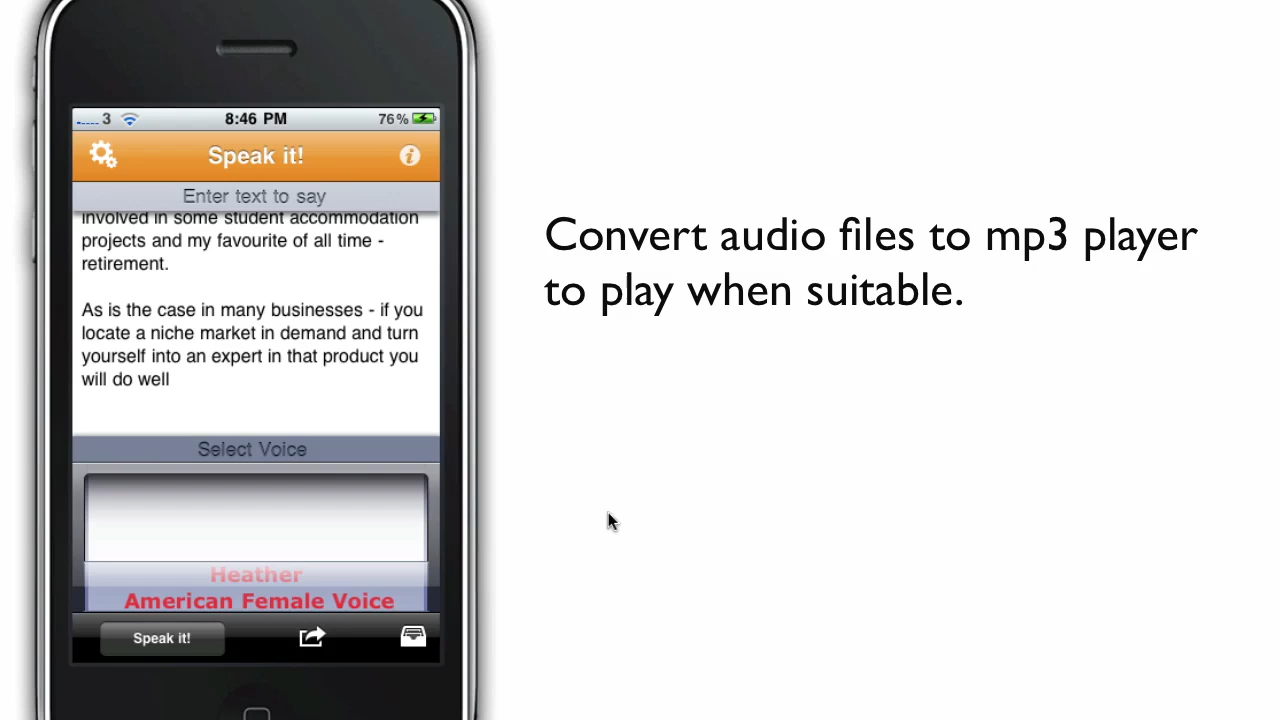 3 8:46 PM 76%
Speak it!
Enter text to say
involved in some student accommodation
projects and my favourite of all time -
retirement.
As is the case in many businesses - if you
locate a niche market in demand and turn
yourself into an expert in that product you
will do well
Select Voice
Heather
American Female Voice
Speak it!
Convert audio files to mp3 player
to play when suitable.